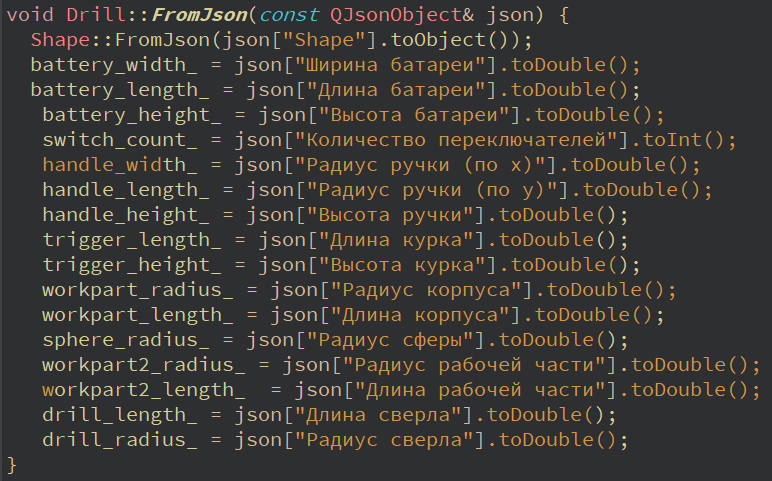 void Drill::FromJson(const QJsonObject& json) {
  Shape::FromJson(json["Shape"].toObject());
  battery_width_ = json["Ширина батареи"].toDouble();
  battery_length_ = json["Длина батареи"].toDouble();
   battery_height_ = json["Высота батареи"].toDouble();
   switch_count_ = json["Количество переключателей"].toInt();
   handle_width_ = json["Радиус ручки (по x)"].toDouble();
   handle_length_ = json["Радиус ручки (по y)"].toDouble();
   handle_height_ = json["Высота ручки"].toDouble();
   trigger_length_ = json["Длина курка"].toDouble();
   trigger_height_ = json["Высота курка"].toDouble();
   workpart_radius_ = json["Радиус корпуса"].toDouble();
   workpart_length_ = json["Длина корпуса"].toDouble();
   sphere_radius_ = json["Радиус сферы"].toDouble();
   workpart2_radius_ = json["Радиус рабочей части"].toDouble();
   workpart2_length_  = json["Длина рабочей части"].toDouble();
   drill_length_ = json["Длина сверла"].toDouble();
   drill_radius_ = json["Радиус сверла"].toDouble();
}